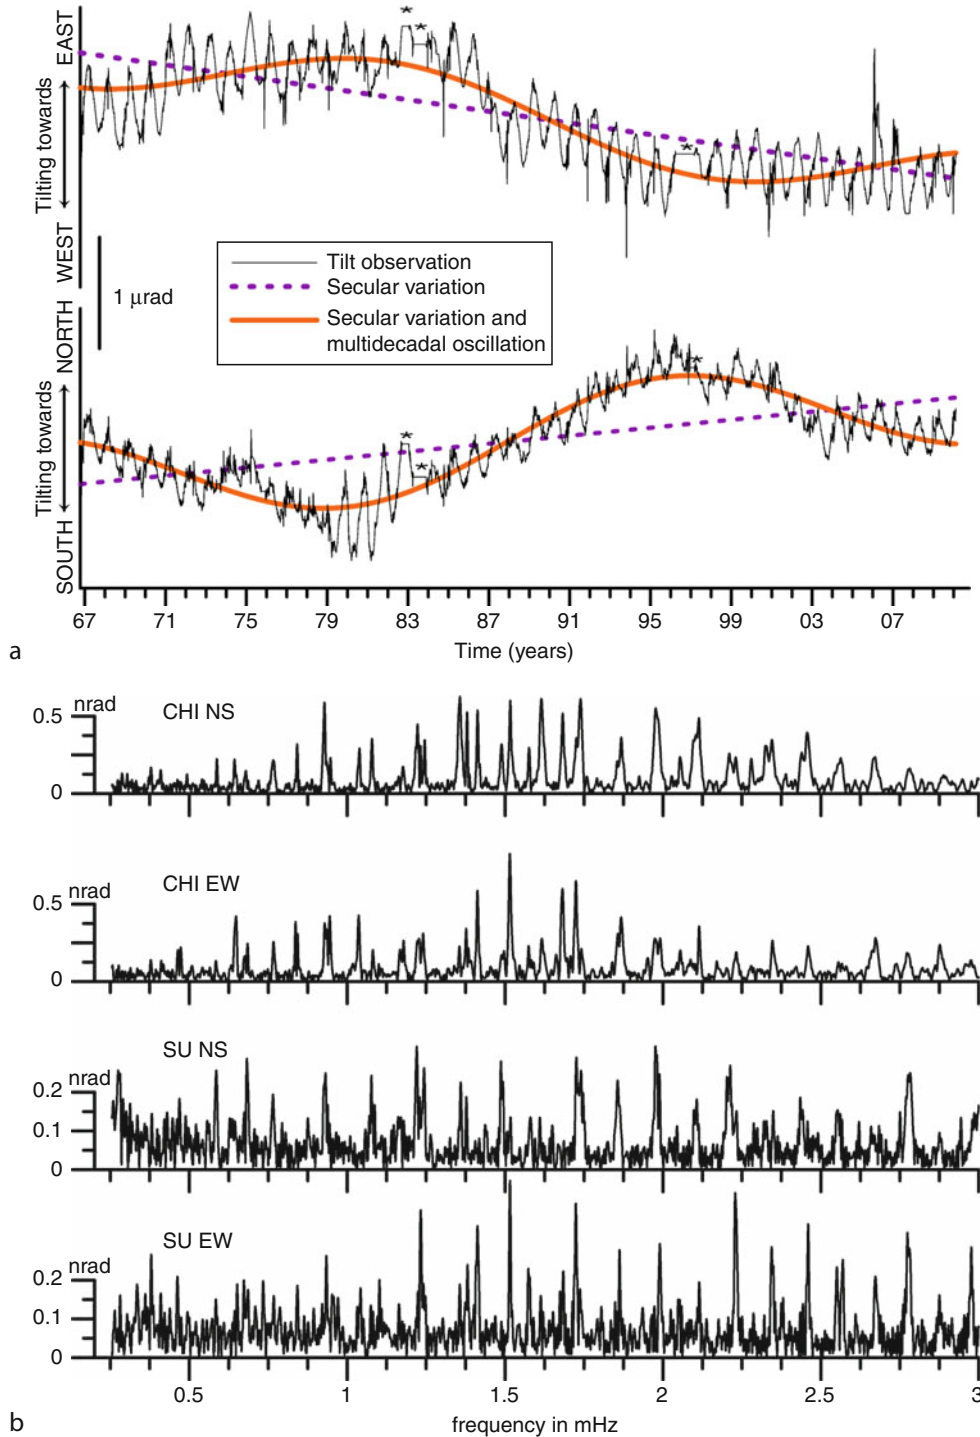 EAST
Tilting towards
WEST
* *
*
1 μrad
Tilt observation
Secular variation
Secular variation and
multidecadal oscillation
NORTH
Tilting towards
SOUTH
*
* *
67 71 75 79 83 87 91 95 99 03 07
Time (years)
a
nrad
CHI NS
0.5
0
nrad
CHI EW
0.5
0
SU NS
nrad
0.2
0.1
0
SU EW
nrad
0.2
0.1
0
0.5 1 1.5 2 2.5 3
frequency in mHz
b